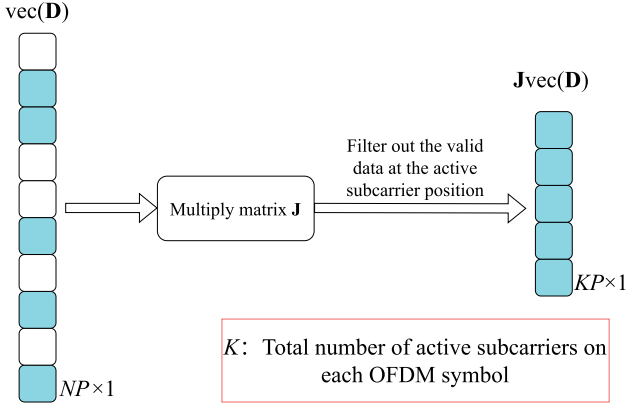 vec(D)
Jvec(D)
Filter out the valid
data at the active
subcarrier position
Multiply matrix J
KP×1
K：Total number of active subcarriers on
each OFDM symbol
NP×1